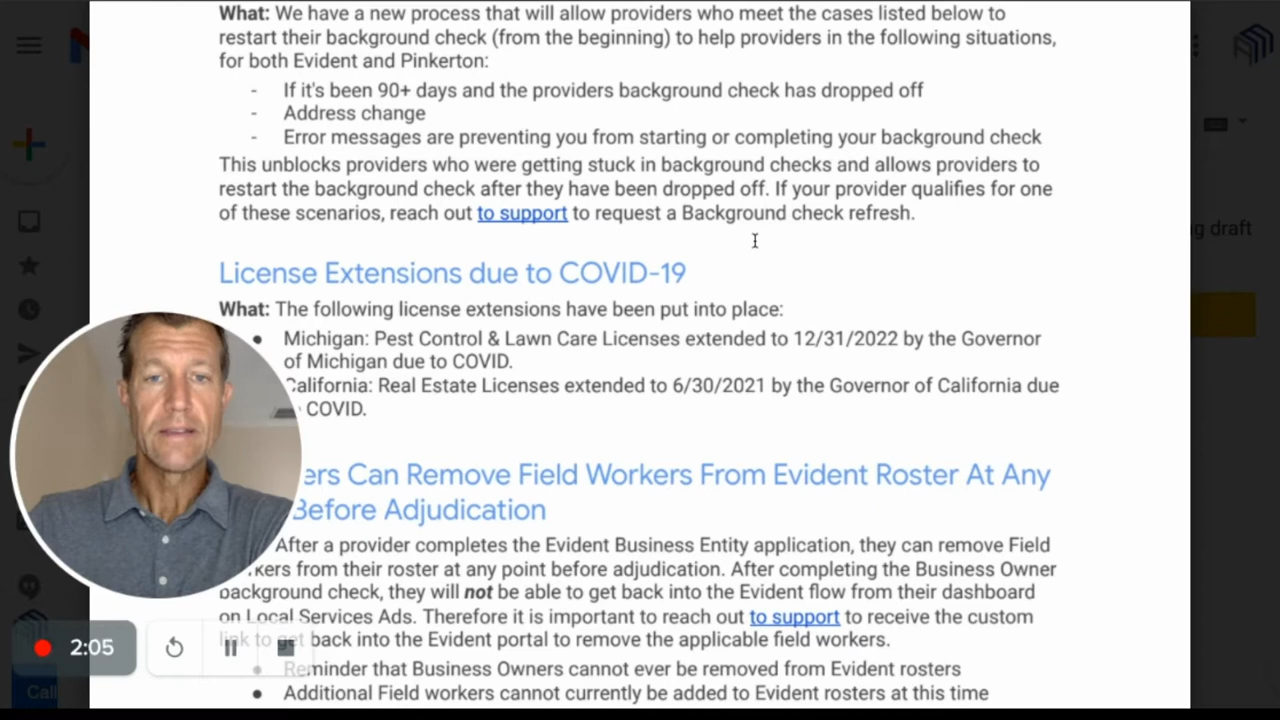 What: We have a new process that will allow providers who meet the cases listed below to
restart their background check (from the beginning) to help providers in the following situations,
for both Evident and Pinkerton:
- If it's been 90+ days and the providers background check has dropped off
- Address change
- Error messages are preventing you from starting or completing your background check
This unblocks providers who were getting stuck in background checks and allows providers to
restart the background check after they have been dropped off. If your provider qualifies for one
of these scenarios, reach out to support to request a Background check refresh.
g draft
License Extensions due to COVID-19
What: The following license extensions have been put into place:
● Michigan: Pest Control & Lawn Care Licenses extended to 12/31/2022 by the Governor
of Michigan due to COVID.
California: Real Estate Licenses extended to 6/30/2021 by the Governor of California due
COVID.
ers Can Remove Field Workers From Evident Roster At Any
Before Adjudication
After a provider completes the Evident Business Entity application, they can remove Field
kers from their roster at any point before adjudication. After completing the Business Owner
background check, they will not be able to get back into the Evident flow from their dashboard
on Local Services Ads. Therefore it is important to reach out to support to receive the custom
link to get back into the Evident portal to remove the applicable field workers.
● Reminder that Business Owners cannot ever be removed from Evident rosters
● Additional Field workers cannot currently be added to Evident rosters at this time
2:05
Call